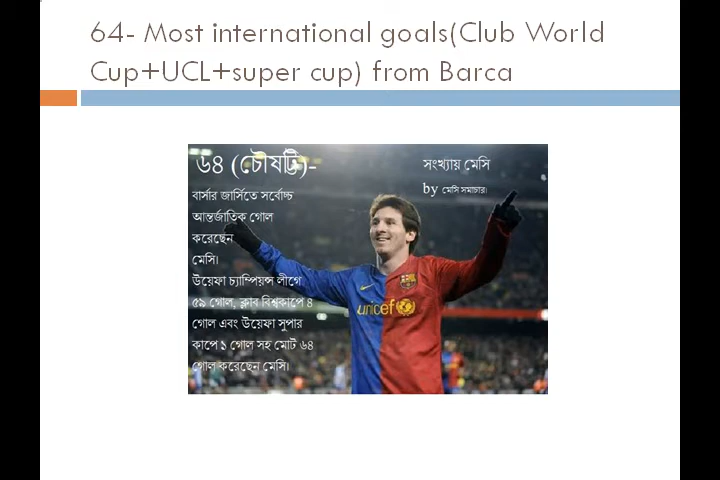 64- Most international goals(Club World
Cup+UCL+super cup) from Barca
৬৪ (চৌষট্টি)-
সংখ্যায় মেসি
by মেসি সমাচার।
বার্সার জার্সিতে সর্বোচ্চ
আন্তর্জাতিক গোল
করেছেন
মেসি।
উয়েফা চ্যাম্পিয়ন্স লীগে
৫৯ গোল, ক্লাব বিশ্বকাপে ৪
গোল এবং উয়েফা সুপার
কাপে ১ গোল সহ মোট ৬৪
গোল করেছেন মেসি।
unicef